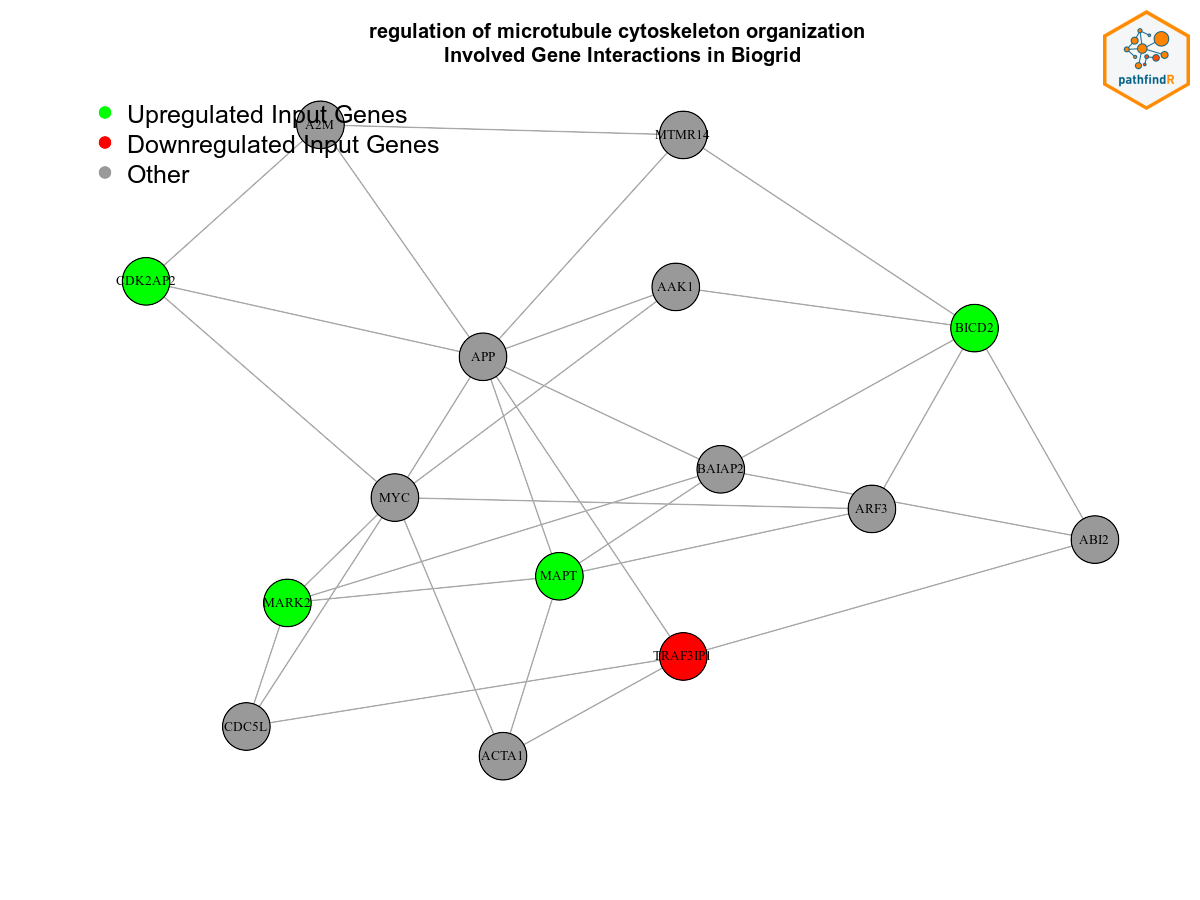 regulation of microtubule cytoskeleton organization
Involved Gene Interactions in Biogrid
pathfindR
Upregulated Input Genes
Downregulated Input Genes
Other
A2M
MTMR14
CDK2AP2
AAK1
BICD2
APP
BAIAP2
MYC
ARF3
ABI2
MAPT
MARK2
TRAF3IP1
CDC5L
ACTA1